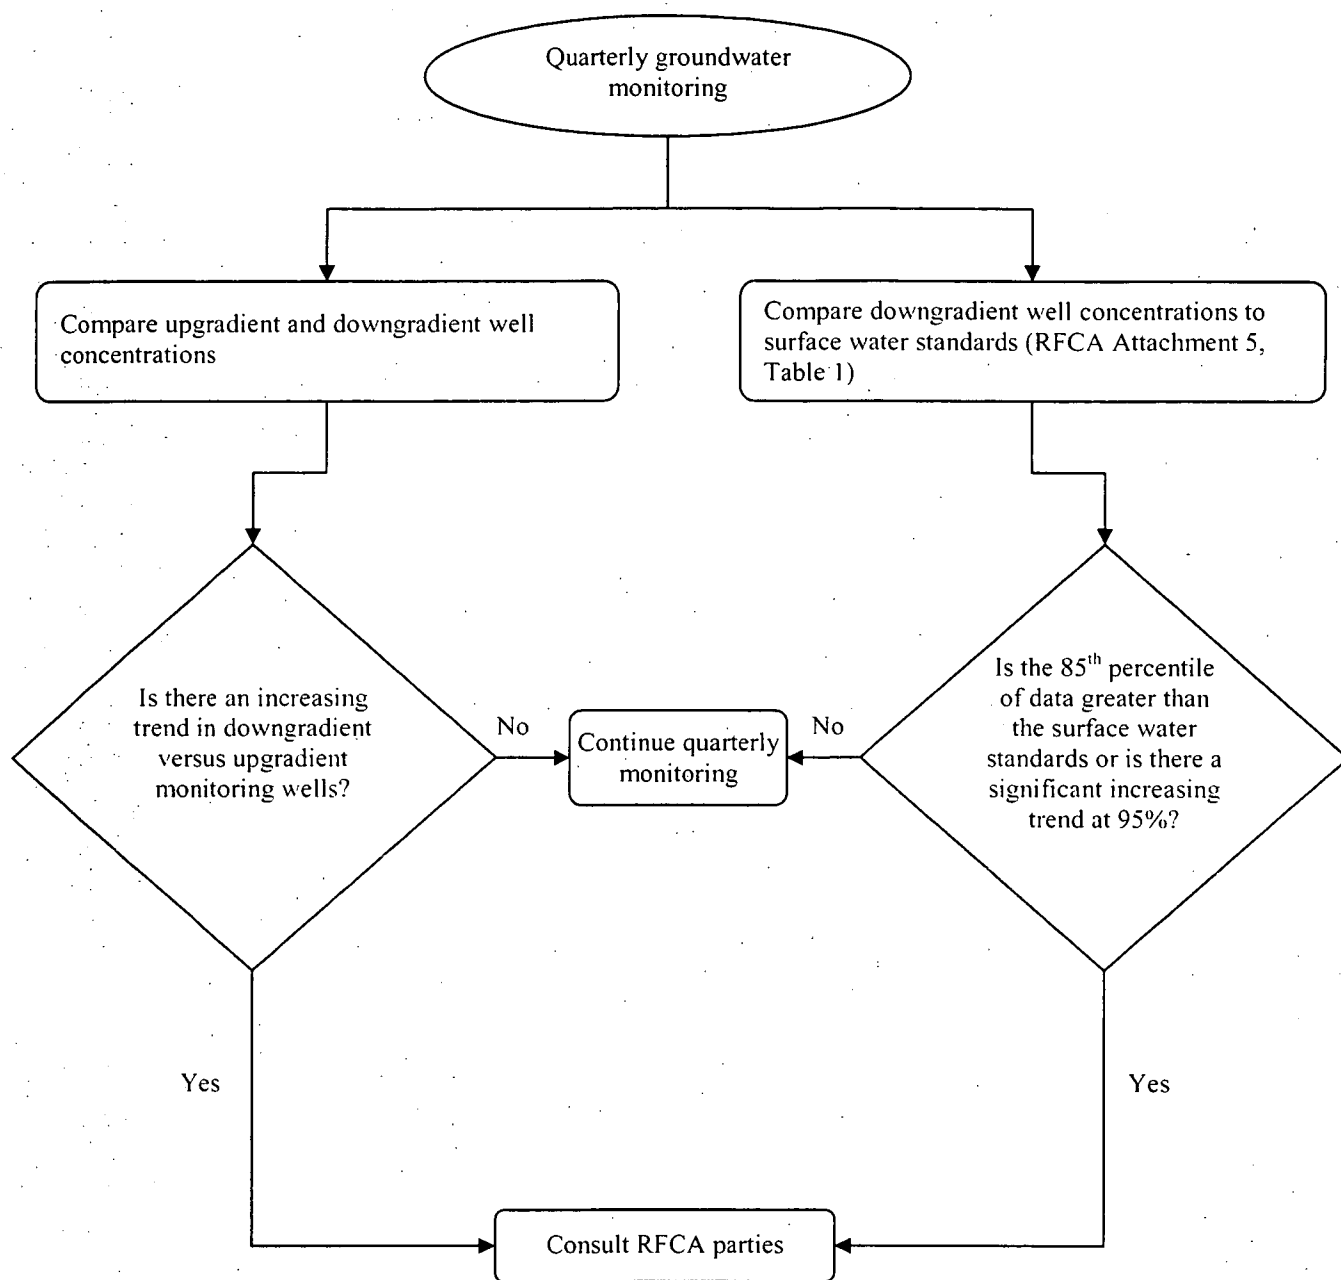 Quarterly groundwater
monitoring
Compare upgradient and downgradient well
concentrations
Compare downgradient well concentrations to
surface water standards (RFCA Attachment 5,
Table 1)
Is there an increasing
trend in downgradient
versus upgradient
monitoring wells?
No
Continue quarterly
monitoring
No
Is the 85th percentile
of data greater than
the surface water
standards or is there a
significant increasing
trend at 95%?
Yes
Yes
Consult RFCA parties